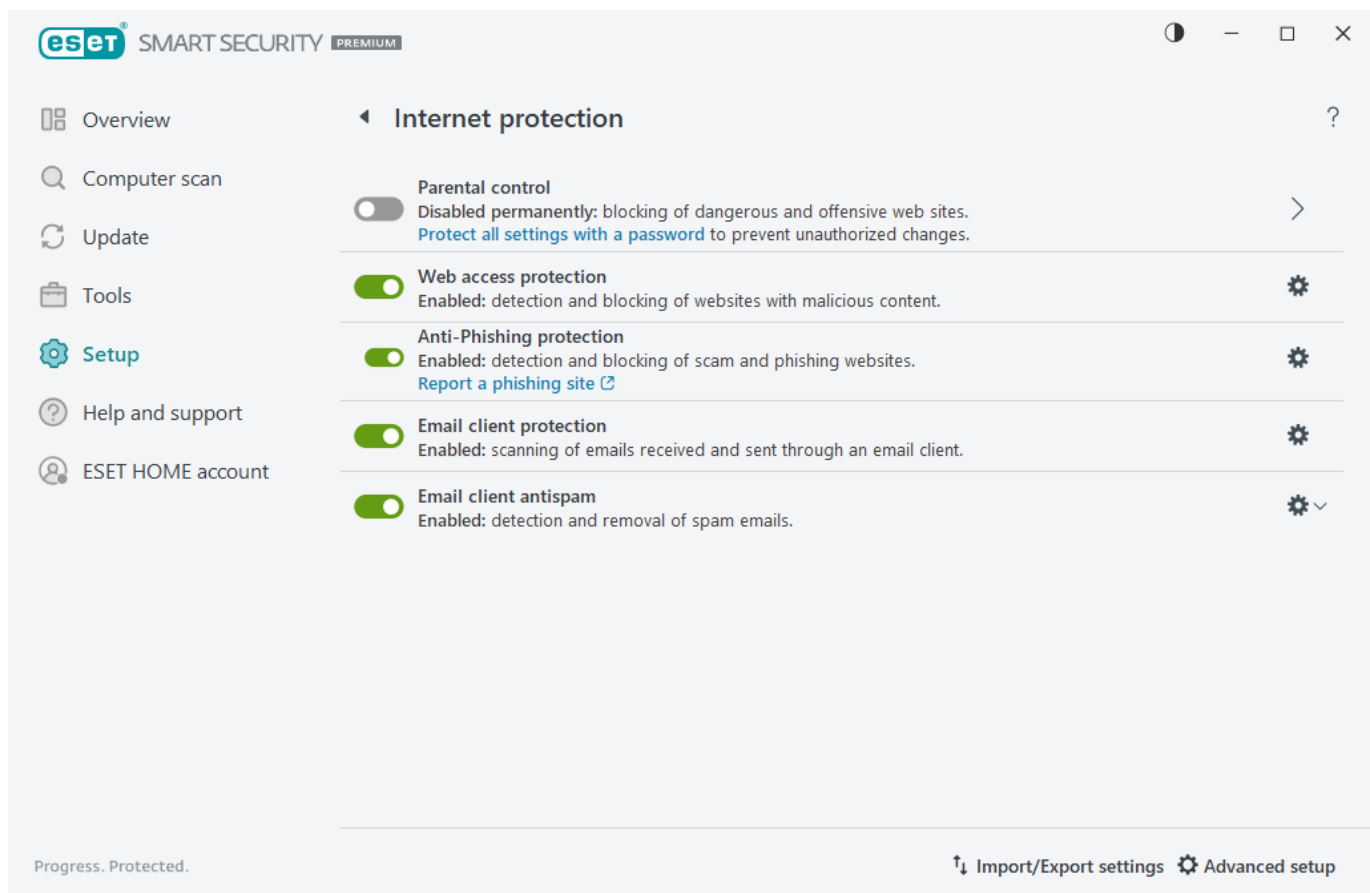 eset® SMART SECURITY PREMIUM
Overview
Computer scan
Update
Tools
Setup
Help and support
ESET HOME account
Internet protection
?
Parental control
Disabled permanently: blocking of dangerous and offensive web sites.
Protect all settings with a password to prevent unauthorized changes.
Web access protection
Enabled: detection and blocking of websites with malicious content.
Anti-Phishing protection
Enabled: detection and blocking of scam and phishing websites.
Report a phishing site
Email client protection
Enabled: scanning of emails received and sent through an email client.
Email client antispam
Enabled: detection and removal of spam emails.
Progress. Protected.
Import/Export settings Advanced setup